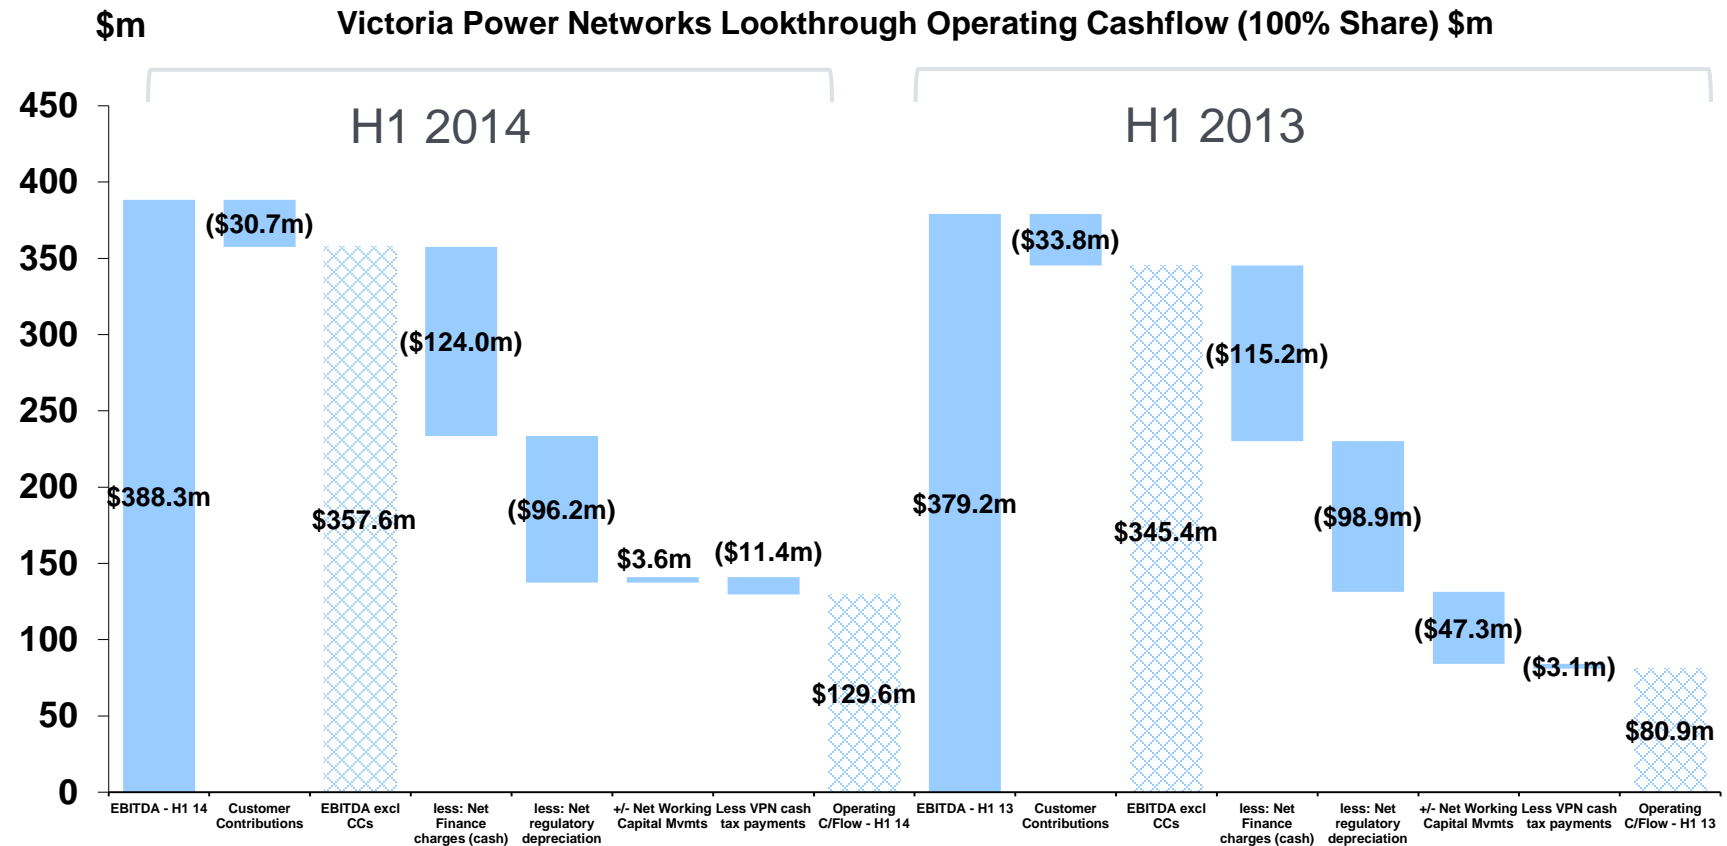 $m
Victoria Power Networks Lookthrough Operating Cashflow (100% Share) $m
H1 2014
H1 2013
450
400
350
300
250
200
150
100
50
0
$388.3m
($30.7m)
$357.6m
($124.0m)
($96.2m)
$3.6m
($11.4m)
$129.6m
$379.2m
($33.8m)
$345.4m
($115.2m)
($98.9m)
($47.3m)
($3.1m)
$80.9m
EBITDA - H1 14
Customer
Contributions
EBITDA excl
CCs
less: Net
Finance
charges (cash)
less: Net
regulatory
depreciation
+/- Net Working
Capital Mvmts
Less VPN cash
tax payments
Operating
C/Flow - H1 14
EBITDA - H1 13
Customer
Contributions
EBITDA excl
CCs
less: Net
Finance
charges (cash)
less: Net
regulatory
depreciation
+/- Net Working
Capital Mvmts
Less VPN cash
tax payments
Operating
C/Flow - H1 13